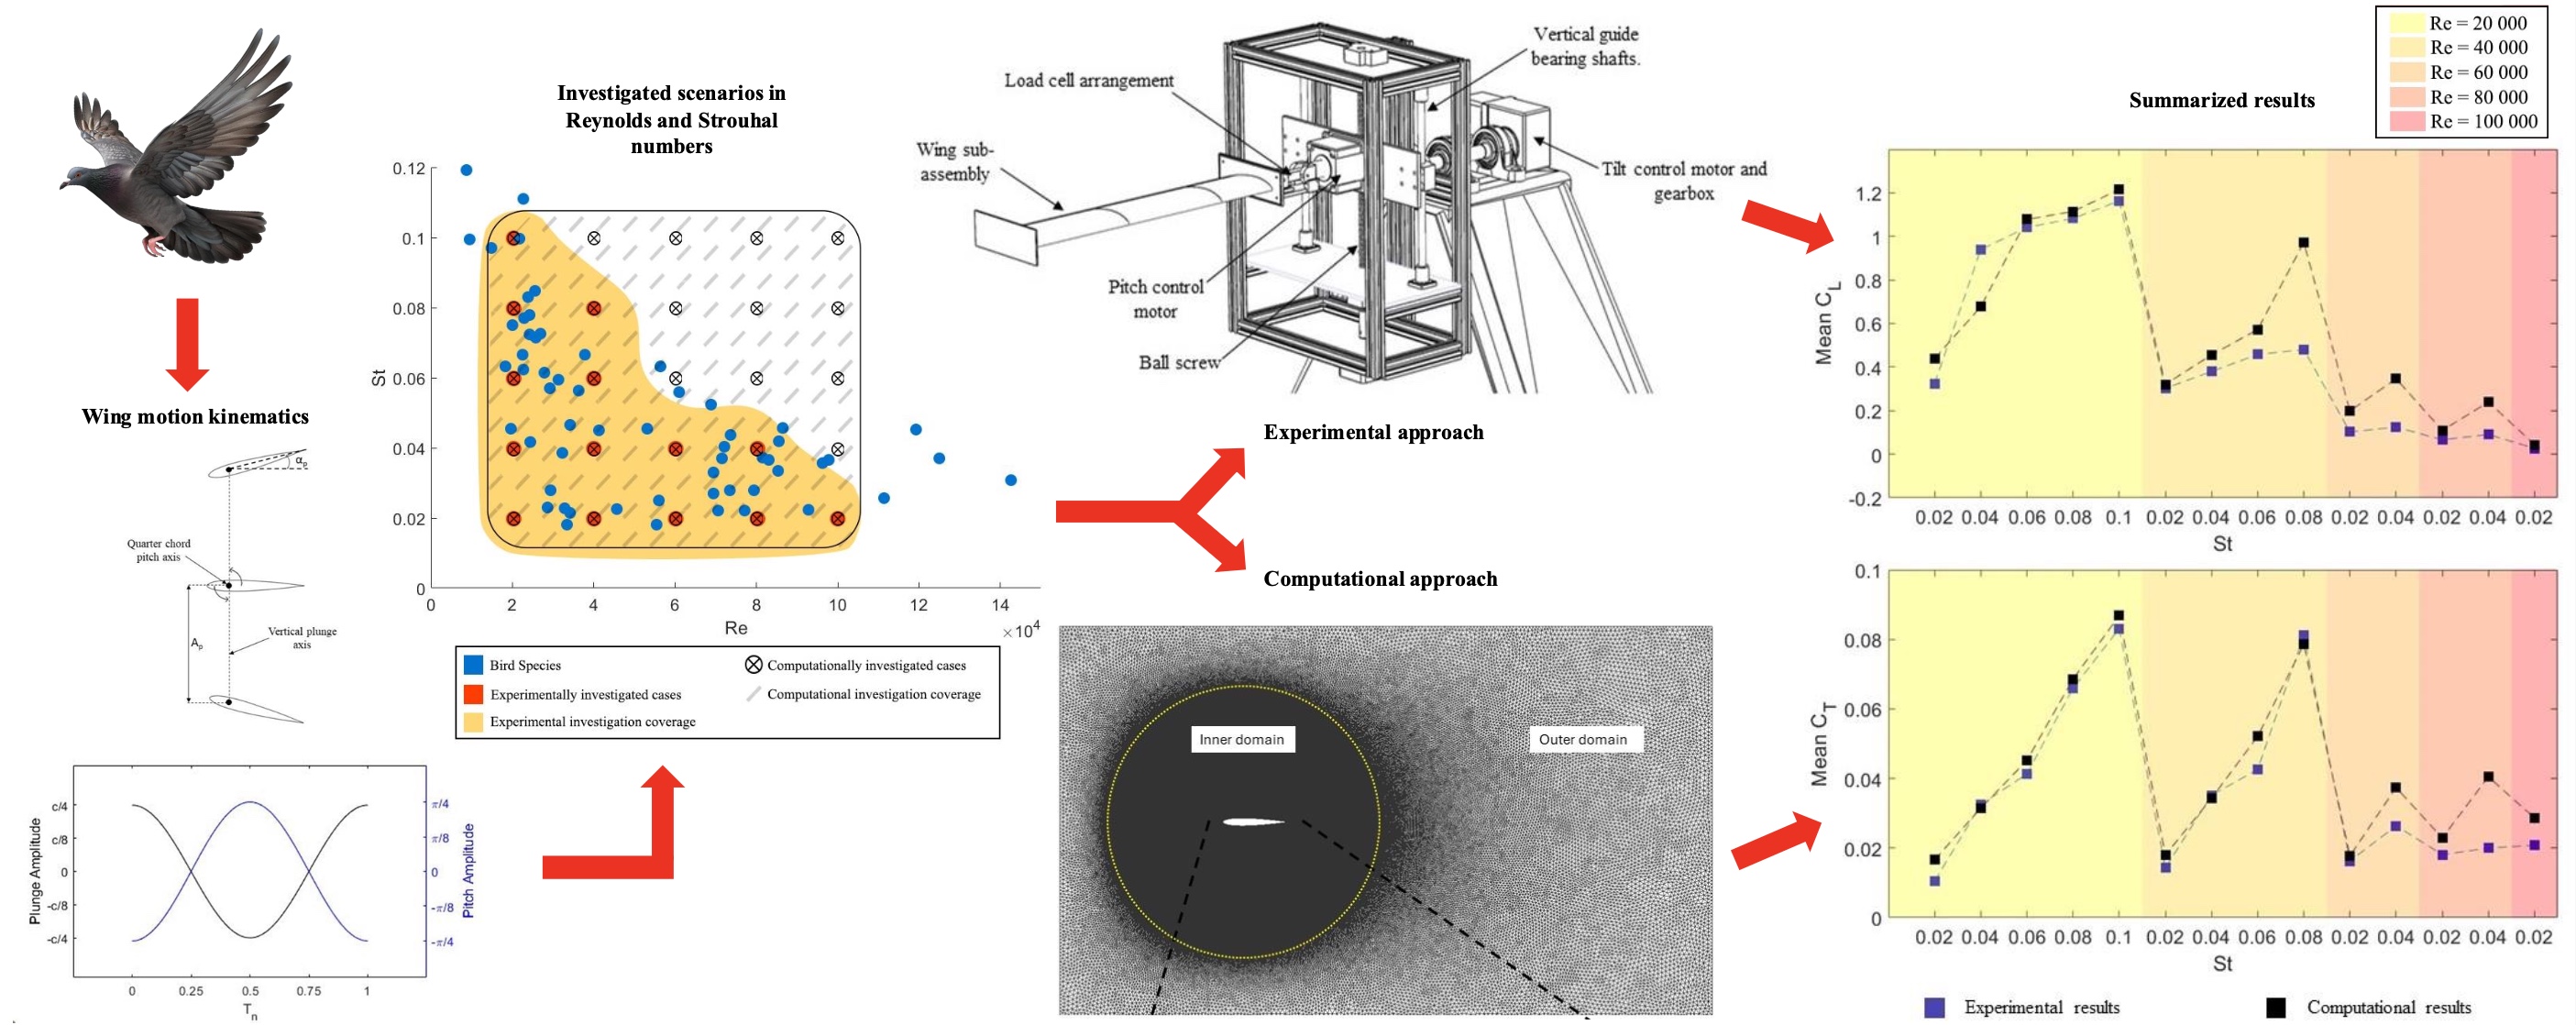 Wing motion kinematics
αp
Quarter chord
pitch axis
Ap
Vertical plunge
axis
Plunge Amplitude
c/4
c/8
0
-c/8
-c/4
π/4
π/8
0
-π/8
-π/4
Pitch Amplitude
0 0.25 0.5 0.75 1
Tn
Investigated scenarios in
Reynolds and Strouhal
numbers
St
0.12
0.1
0.08
0.06
0.04
0.02
0
0 2 4 6 8 10 12 14
Re
×10^4
Bird Species
Computationally investigated cases
Experimentally investigated cases
Computational investigation coverage
Experimental investigation coverage
Vertical guide
bearing shafts.
Load cell arrangement
Wing sub-
assembly
Tilt control motor and
gearbox
Pitch control
motor
Ball screw
Experimental approach
Computational approach
Inner domain
Outer domain
Summarized results
Re = 20 000
Re = 40 000
Re = 60 000
Re = 80 000
Re = 100 000
Mean CL
1.2
1
0.8
0.6
0.4
0.2
0
-0.2
0.02 0.04 0.06 0.08 0.1 0.02 0.04 0.06 0.08 0.02 0.04 0.02 0.04 0.02
St
Mean CT
0.1
0.08
0.06
0.04
0.02
0
0.02 0.04 0.06 0.08 0.1 0.02 0.04 0.06 0.08 0.02 0.04 0.02 0.04 0.02
St
Experimental results
Computational results